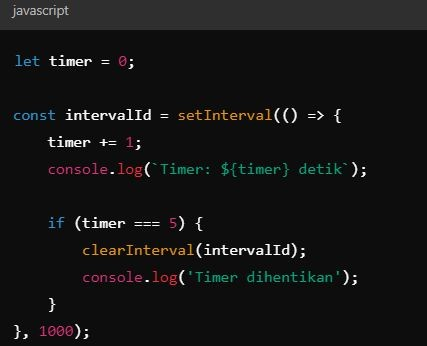 javascript
let timer = 0;
const intervalId = setInterval(() => {
timer += 1;
console.log(`Timer: ${timer} detik`);
if (timer === 5) {
clearInterval(intervalId);
console.log('Timer dihentikan');
}
}, 1000);